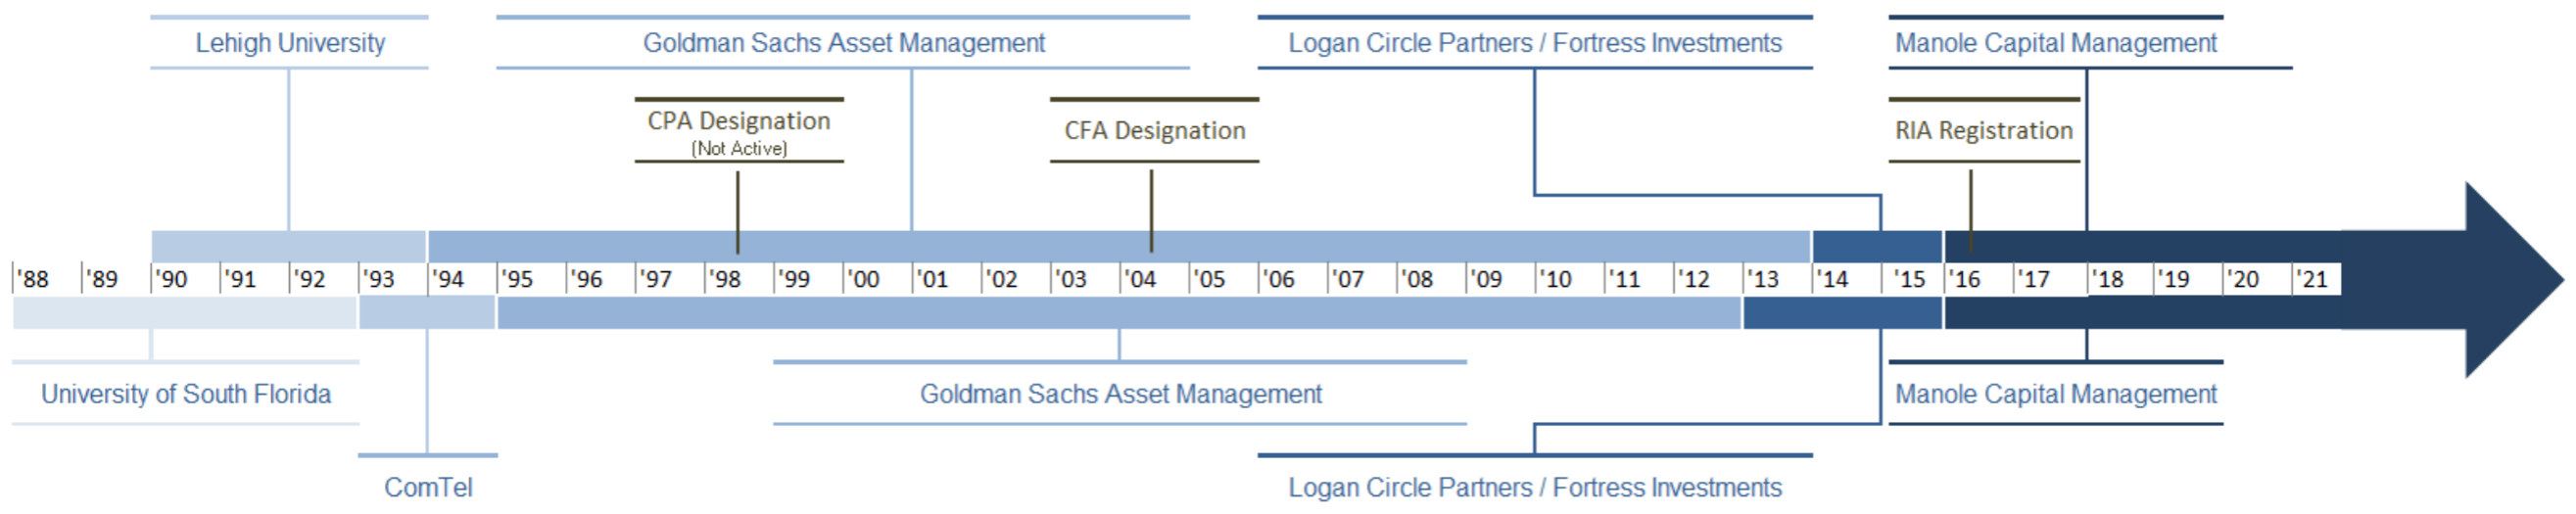 Lehigh University
Goldman Sachs Asset Management
Logan Circle Partners / Fortress Investments
Manole Capital Management
CPA Designation
(Not Active)
CFA Designation
RIA Registration
'88 '89 '90 '91 '92 '93 '94 '95 '96 '97 '98 '99 '00 '01 '02 '03 '04 '05 '06 '07 '08 '09 '10 '11 '12 '13 '14 '15 '16 '17 '18 '19 '20 '21
University of South Florida
Goldman Sachs Asset Management
Manole Capital Management
ComTel
Logan Circle Partners / Fortress Investments